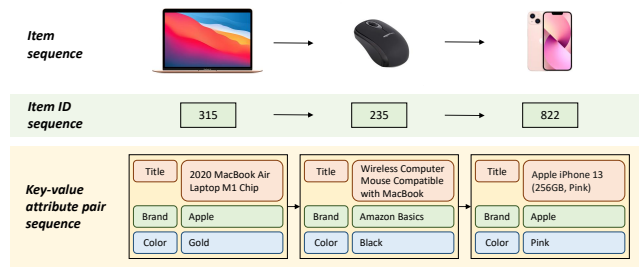 Item
sequence
Item ID
sequence
315
235
822
Key-value
attribute pair
sequence
Title
2020 MacBook Air
Laptop M1 Chip
Brand
Apple
Color
Gold
Title
Wireless Computer
Mouse Compatible
with MacBook
Brand
Amazon Basics
Color
Black
Title
Apple iPhone 13
(256GB, Pink)
Brand
Apple
Color
Pink